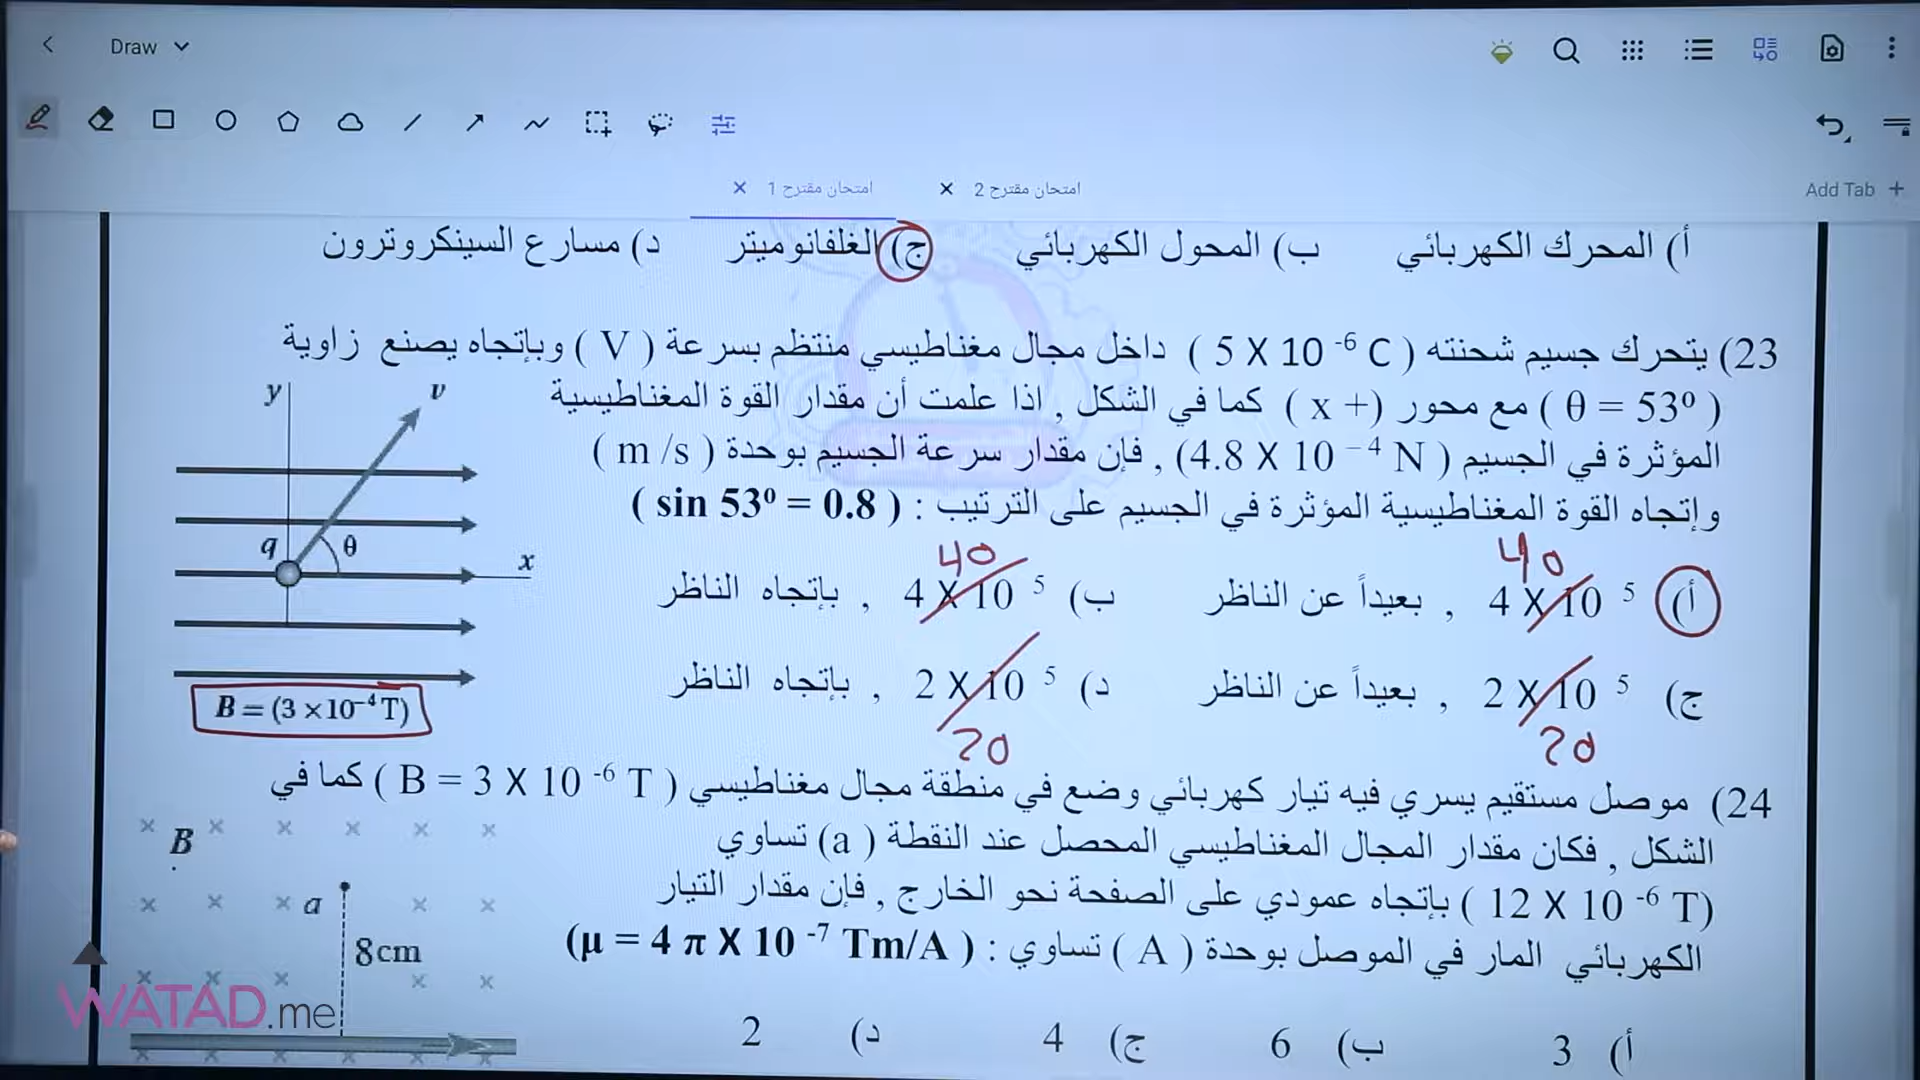 Draw
امتحان مقترح 1
امتحان مقترح 2
Add Tab +
أ) المحرك الكهربائي ب) المحول الكهربائي ج) الغلفانوميتر د) مسارع السينكروترون
23) يتحرك جسيم شحنته ( 5 X 10 -6 C ) داخل مجال مغناطيسي منتظم بسرعة ( V ) وبإتجاه يصنع زاوية
( θ = 53º ) مع محور ( x +) كما في الشكل , اذا علمت أن مقدار القوة المغناطيسية
المؤثرة في الجسيم ( 4.8 X 10 –4 N) , فإن مقدار سرعة الجسيم بوحدة ( m /s )
وإتجاه القوة المغناطيسية المؤثرة في الجسيم على الترتيب : ( sin 53º = 0.8 )
y
v
q
θ
x
B = (3 ×10–4 T)
40
40
أ) 4 X 10 5 , بعيداً عن الناظر ب) 4 X 10 5 , بإتجاه الناظر
ج) 2 X 10 5 , بعيداً عن الناظر د) 2 X 10 5 , بإتجاه الناظر
20
20
24) موصل مستقيم يسري فيه تيار كهربائي وضع في منطقة مجال مغناطيسي ( B = 3 X 10 -6 T ) كما في
الشكل , فكان مقدار المجال المغناطيسي المحصل عند النقطة ( a) تساوي
( 12 X 10 -6 T) بإتجاه عمودي على الصفحة نحو الخارج , فإن مقدار التيار
الكهربائي المار في الموصل بوحدة ( A ) تساوي : ( μ = 4 π X 10 -7 Tm/A)
B
a
8cm
أ) 3 ب) 6 ج) 4 د) 2
WATAD.me